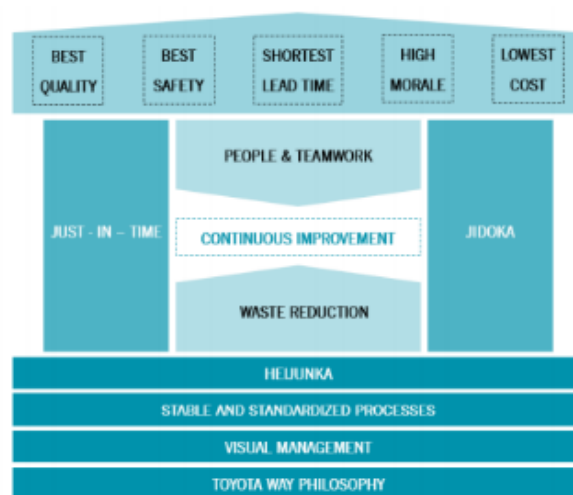 BEST QUALITY
BEST SAFETY
SHORTEST LEAD TIME
HIGH MORALE
LOWEST COST
PEOPLE & TEAMWORK
JUST - IN – TIME
CONTINUOUS IMPROVEMENT
JIDOKA
WASTE REDUCTION
HEIJUNKA
STABLE AND STANDARDIZED PROCESSES
VISUAL MANAGEMENT
TOYOTA WAY PHILOSOPHY